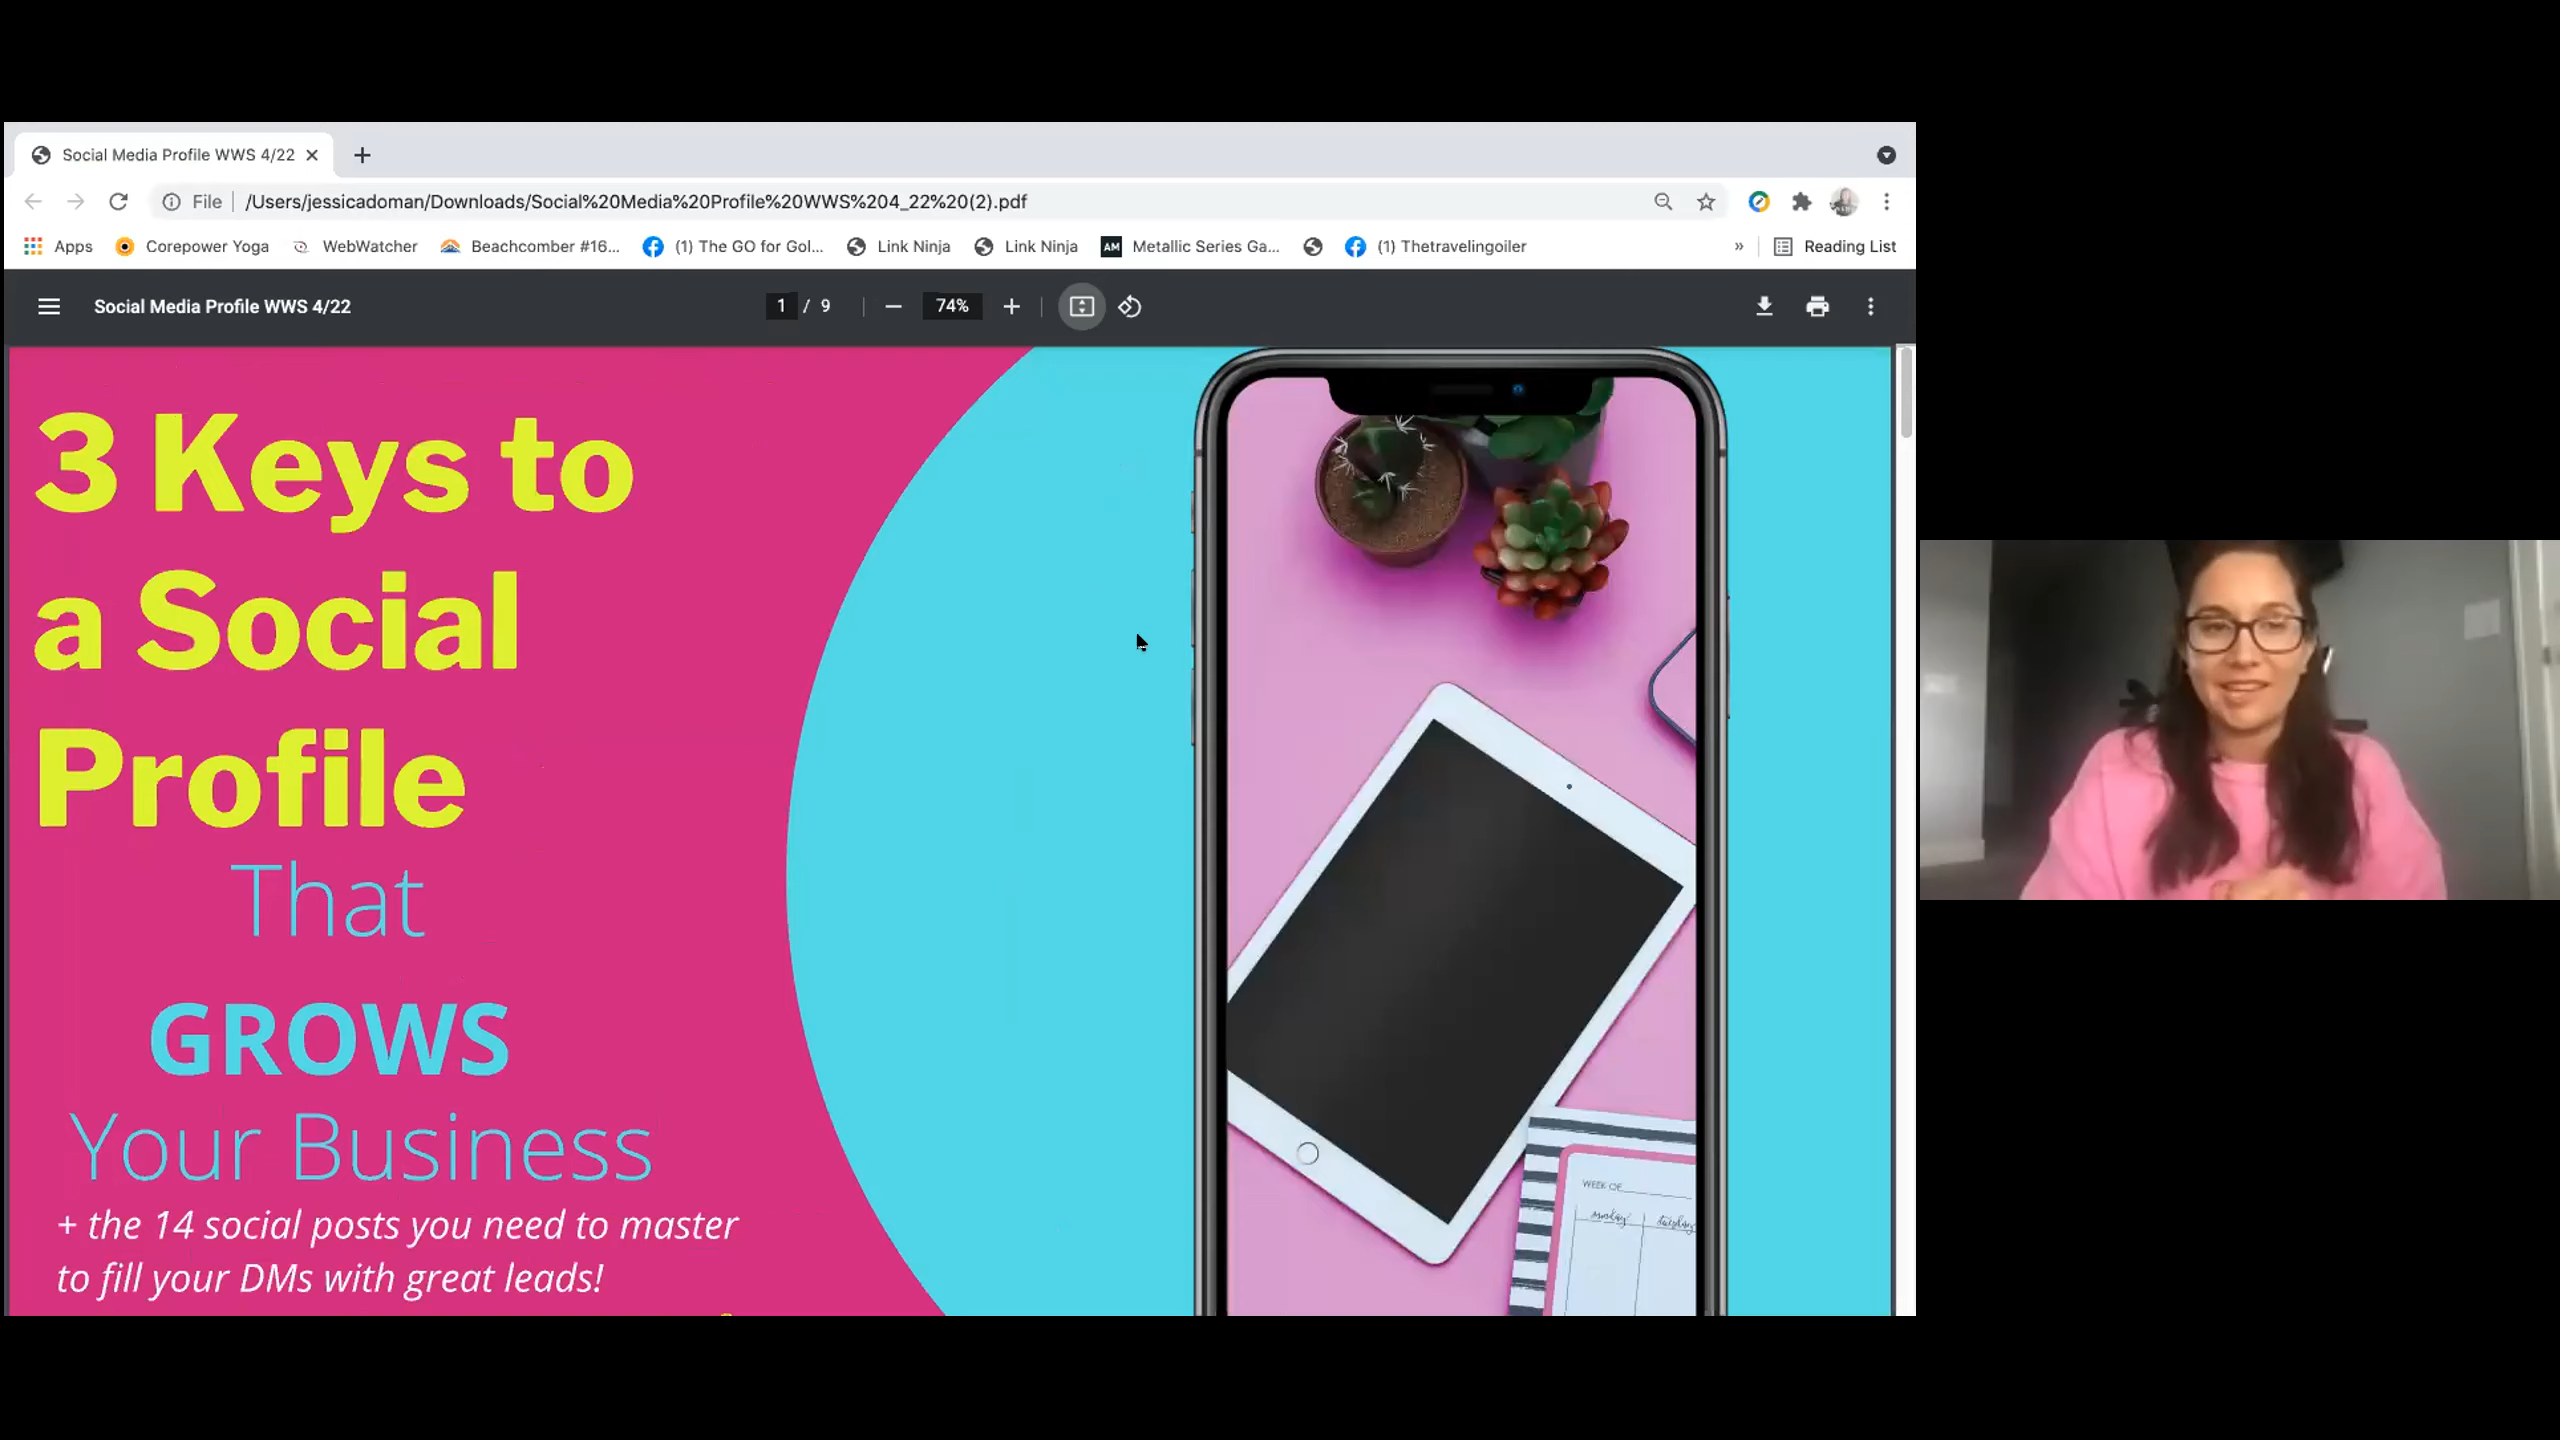 Social Media Profile WWS 4/22
File
/Users/jessicadoman/Downloads/Social%20Media%20Profile%20WWS%204_22%20(2).pdf
Apps
Corepower Yoga
WebWatcher
Beachcomber #16...
(1) The GO for Gol...
Link Ninja
Link Ninja
AM
Metallic Series Ga...
(1) Thetravelingoiler
»
Reading List
Social Media Profile WWS 4/22
1 / 9
74%
3 Keys to
a Social
Profile
That
GROWS
Your Business
+ the 14 social posts you need to master
to fill your DMs with great leads!
WEEK OF
sunday
tuesday